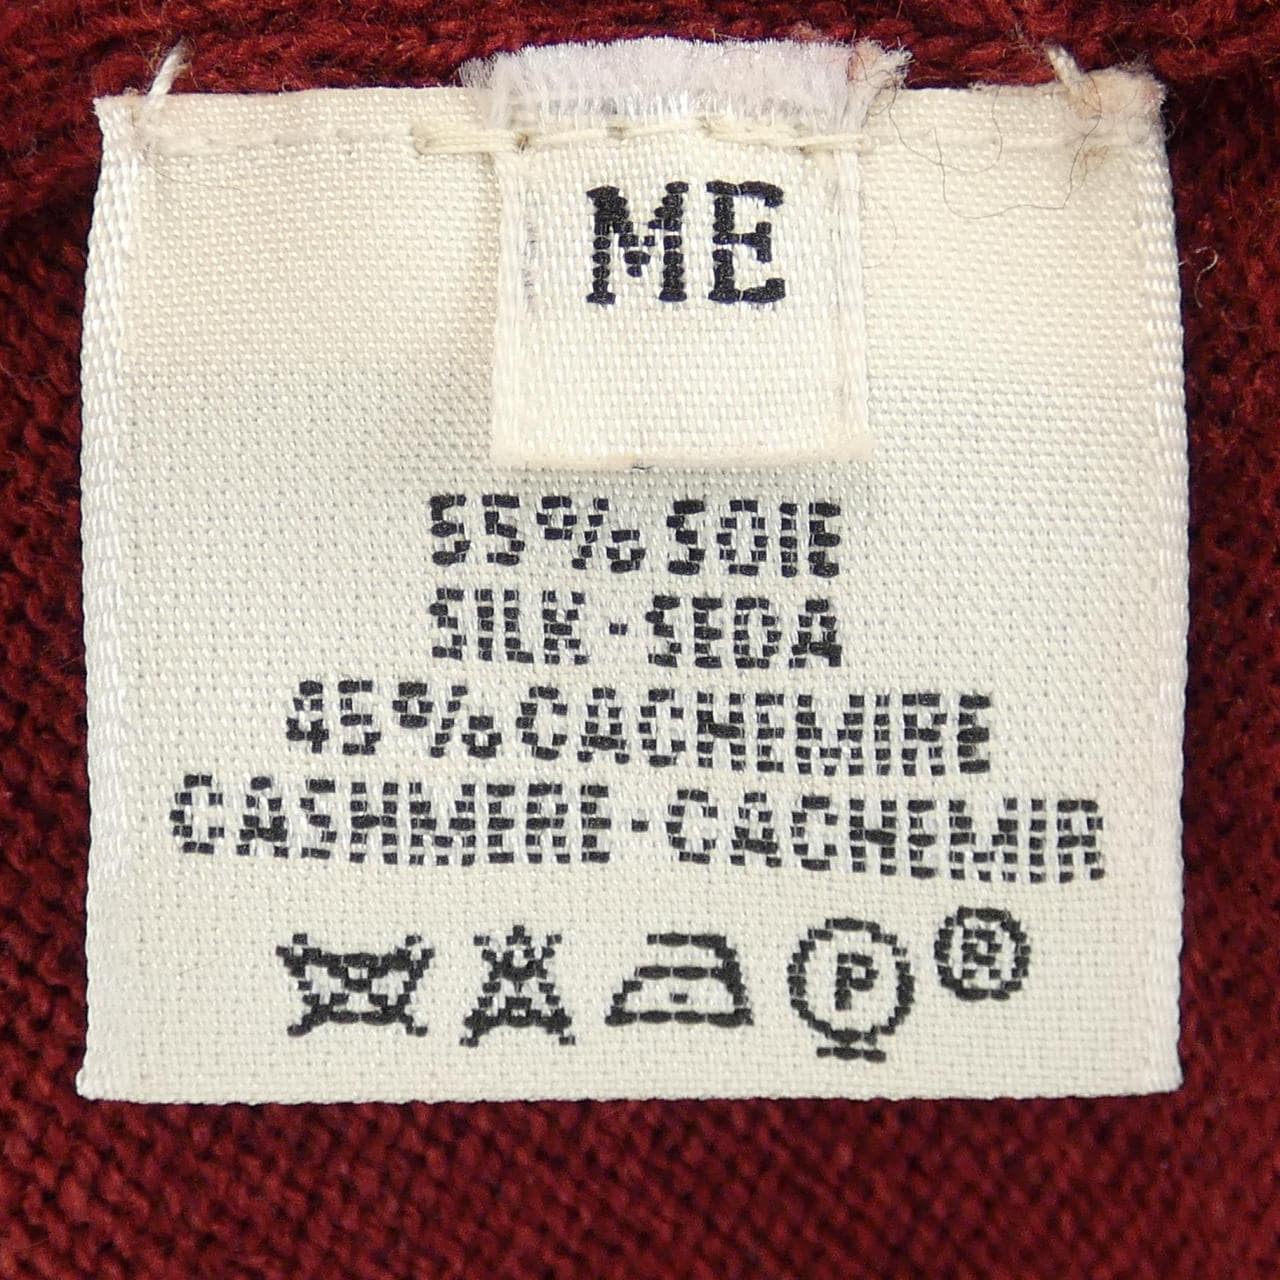 ME
55% SOIE
SILK - SEDA
45% CACHEMIRE
CASHMERE - CACHEMIR
P ®